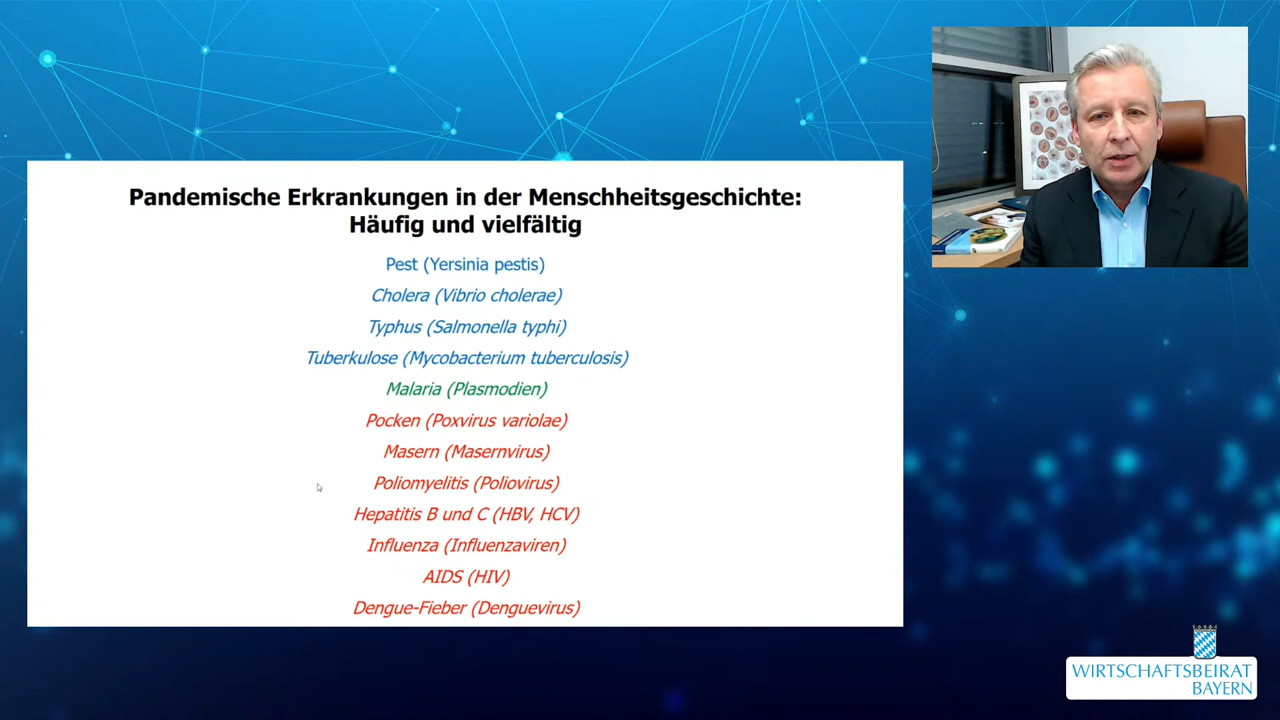 Pandemische Erkrankungen in der Menschheitsgeschichte:
Häufig und vielfältig
Pest (Yersinia pestis)
Cholera (Vibrio cholerae)
Typhus (Salmonella typhi)
Tuberkulose (Mycobacterium tuberculosis)
Malaria (Plasmodien)
Pocken (Poxvirus variolae)
Masern (Masernvirus)
Poliomyelitis (Poliovirus)
Hepatitis B und C (HBV, HCV)
Influenza (Influenzaviren)
AIDS (HIV)
Dengue-Fieber (Denguevirus)
WIRTSCHAFTSBEIRAT
BAYERN